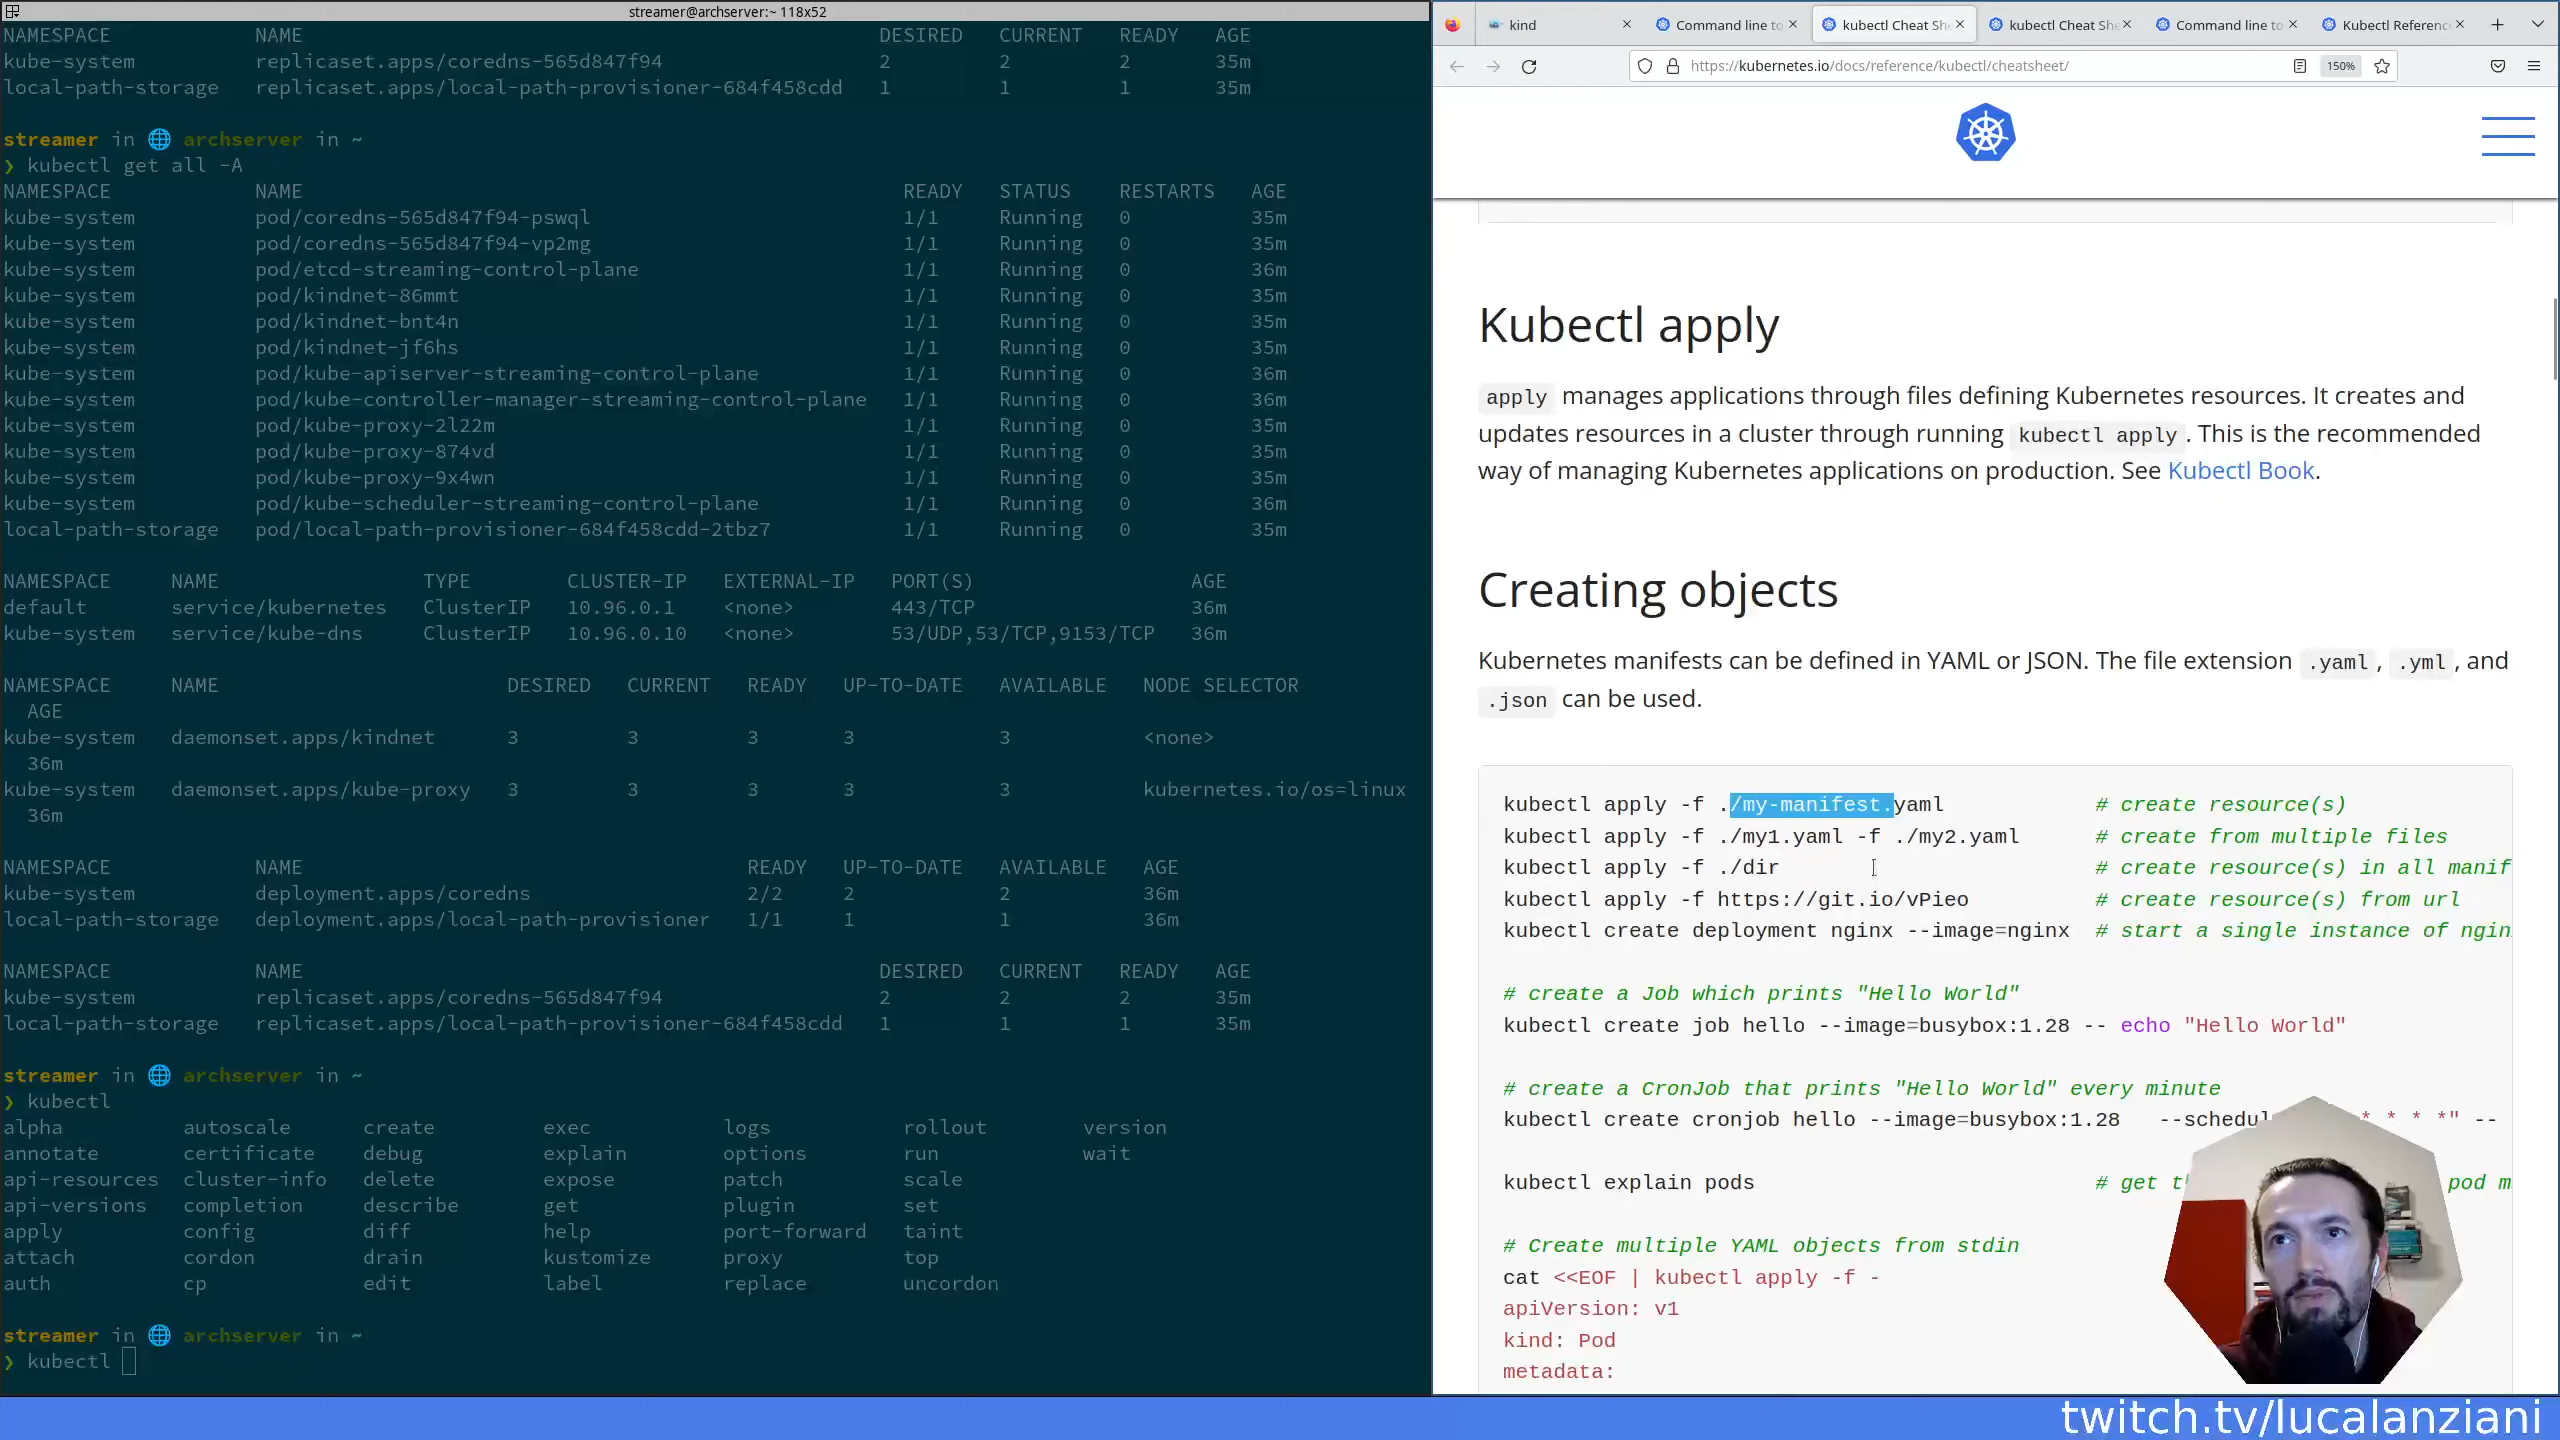 streamer@archserver:~ 118x52
NAMESPACE NAME DESIRED CURRENT READY AGE
kube-system replicaset.apps/coredns-565d847f94 2 2 2 35m
local-path-storage replicaset.apps/local-path-provisioner-684f458cdd 1 1 1 35m
streamer in archserver in ~
❯ kubectl get all -A
NAMESPACE NAME READY STATUS RESTARTS AGE
kube-system pod/coredns-565d847f94-pswql 1/1 Running 0 35m
kube-system pod/coredns-565d847f94-vp2mg 1/1 Running 0 35m
kube-system pod/etcd-streaming-control-plane 1/1 Running 0 36m
kube-system pod/kindnet-86mmt 1/1 Running 0 35m
kube-system pod/kindnet-bnt4n 1/1 Running 0 35m
kube-system pod/kindnet-jf6hs 1/1 Running 0 35m
kube-system pod/kube-apiserver-streaming-control-plane 1/1 Running 0 36m
kube-system pod/kube-controller-manager-streaming-control-plane 1/1 Running 0 36m
kube-system pod/kube-proxy-2l22m 1/1 Running 0 35m
kube-system pod/kube-proxy-874vd 1/1 Running 0 35m
kube-system pod/kube-proxy-9x4wn 1/1 Running 0 35m
kube-system pod/kube-scheduler-streaming-control-plane 1/1 Running 0 36m
local-path-storage pod/local-path-provisioner-684f458cdd-2tbz7 1/1 Running 0 35m
NAMESPACE NAME TYPE CLUSTER-IP EXTERNAL-IP PORT(S) AGE
default service/kubernetes ClusterIP 10.96.0.1 <none> 443/TCP 36m
kube-system service/kube-dns ClusterIP 10.96.0.10 <none> 53/UDP,53/TCP,9153/TCP 36m
NAMESPACE NAME DESIRED CURRENT READY UP-TO-DATE AVAILABLE NODE SELECTOR
AGE
kube-system daemonset.apps/kindnet 3 3 3 3 3 <none>
36m
kube-system daemonset.apps/kube-proxy 3 3 3 3 3 kubernetes.io/os=linux
36m
NAMESPACE NAME READY UP-TO-DATE AVAILABLE AGE
kube-system deployment.apps/coredns 2/2 2 2 36m
local-path-storage deployment.apps/local-path-provisioner 1/1 1 1 36m
NAMESPACE NAME DESIRED CURRENT READY AGE
kube-system replicaset.apps/coredns-565d847f94 2 2 2 35m
local-path-storage replicaset.apps/local-path-provisioner-684f458cdd 1 1 1 35m
streamer in archserver in ~
❯ kubectl
alpha autoscale create exec logs rollout version
annotate certificate debug explain options run wait
api-resources cluster-info delete expose patch scale
api-versions completion describe get plugin set
apply config diff help port-forward taint
attach cordon drain kustomize proxy top
auth cp edit label replace uncordon
streamer in archserver in ~
❯ kubectl
kind
Command line to
kubectl Cheat Sh
kubectl Cheat She
Command line to
Kubectl Referenc
https://kubernetes.io/docs/reference/kubectl/cheatsheet/
150%
Kubectl apply
apply manages applications through files defining Kubernetes resources. It creates and
updates resources in a cluster through running kubectl apply. This is the recommended
way of managing Kubernetes applications on production. See Kubectl Book.
Creating objects
Kubernetes manifests can be defined in YAML or JSON. The file extension .yaml, .yml, and
.json can be used.
kubectl apply -f ./my-manifest.yaml # create resource(s)
kubectl apply -f ./my1.yaml -f ./my2.yaml # create from multiple files
kubectl apply -f ./dir # create resource(s) in all manif
kubectl apply -f https://git.io/vPieo # create resource(s) from url
kubectl create deployment nginx --image=nginx # start a single instance of ngin
# create a Job which prints "Hello World"
kubectl create job hello --image=busybox:1.28 -- echo "Hello World"
# create a CronJob that prints "Hello World" every minute
kubectl create cronjob hello --image=busybox:1.28 --schedul * * * *" --
kubectl explain pods # get t pod m
# Create multiple YAML objects from stdin
cat <<EOF | kubectl apply -f -
apiVersion: v1
kind: Pod
metadata:
twitch.tv/lucalanziani